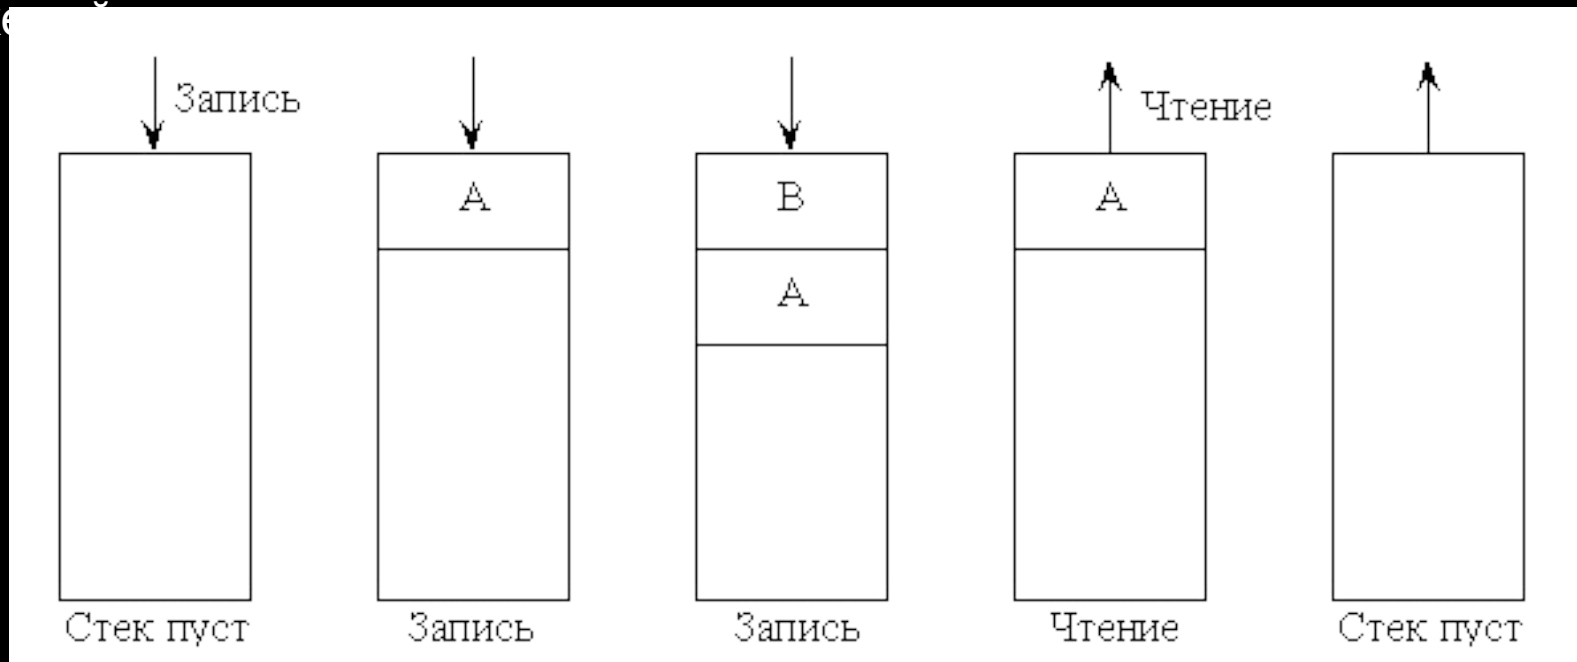 Запись
Чтение
A
B
A
A
Стек пуст
Запись
Запись
Чтение
Стек пуст